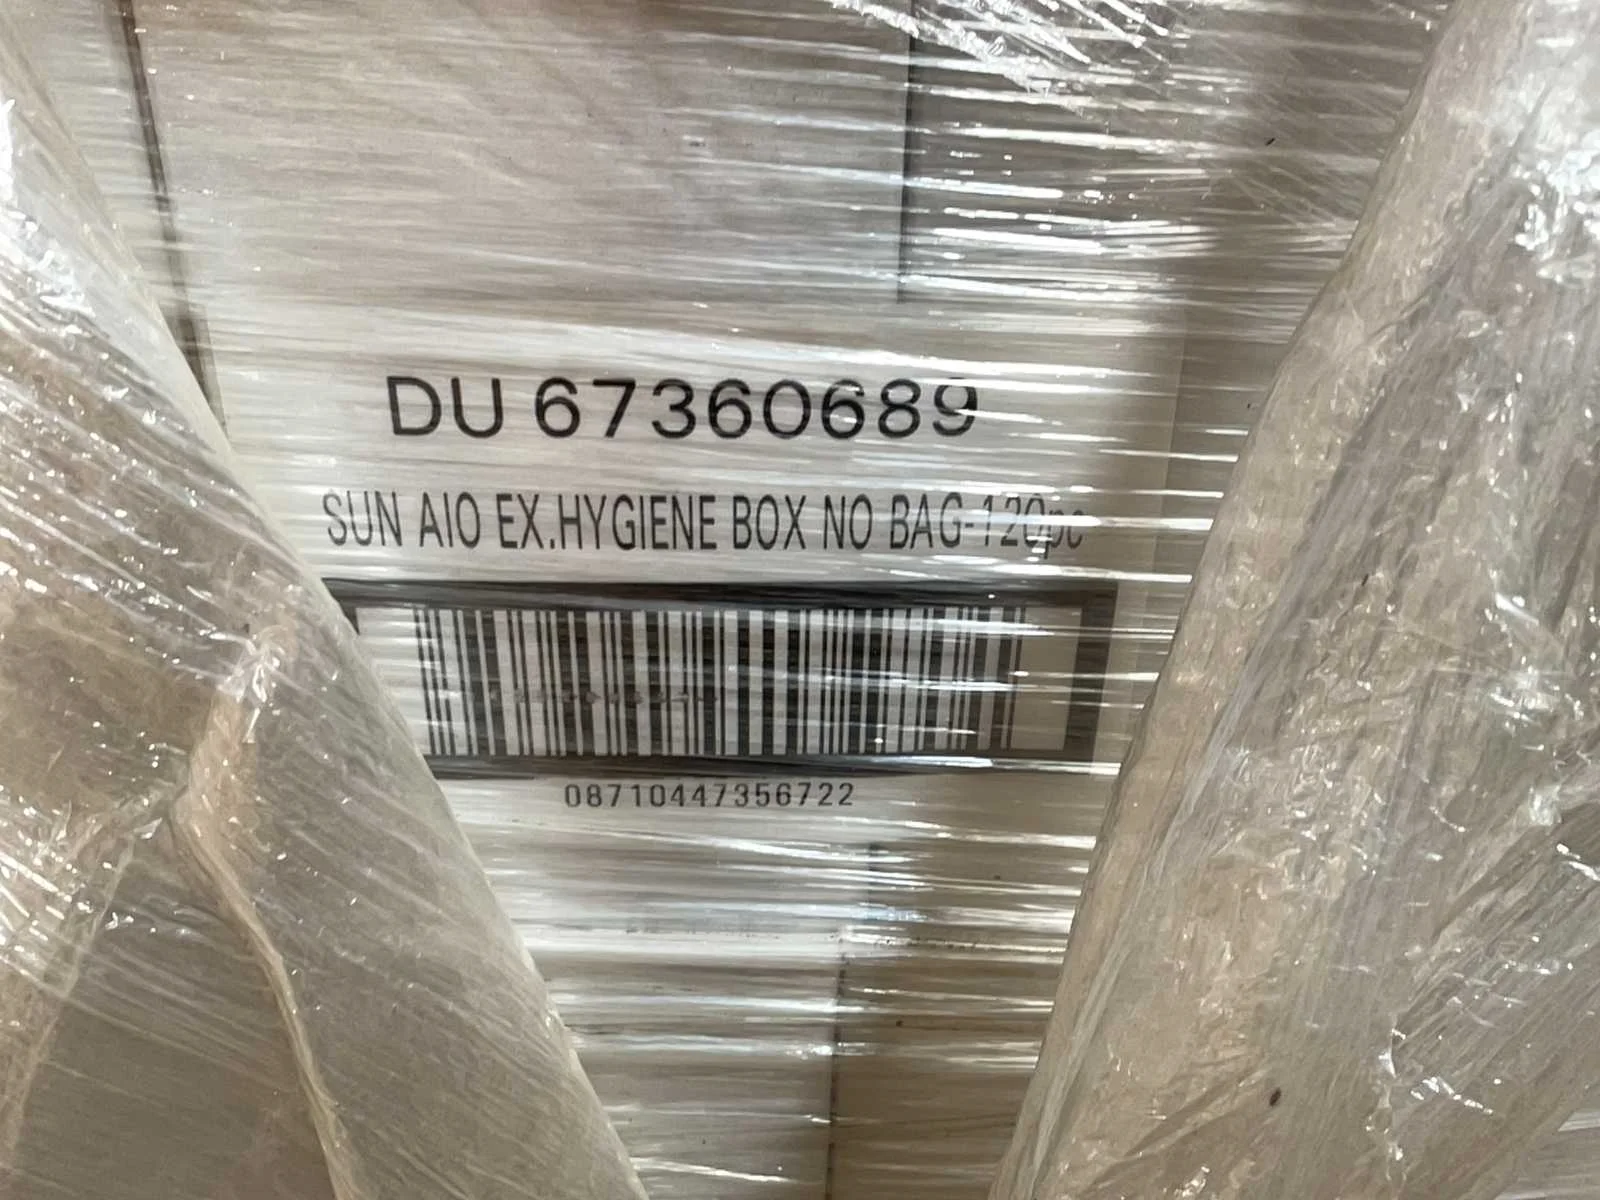 DU 67360689
SUN AIO EX.HYGIENE BOX NO BAG-120pc
08710447356722